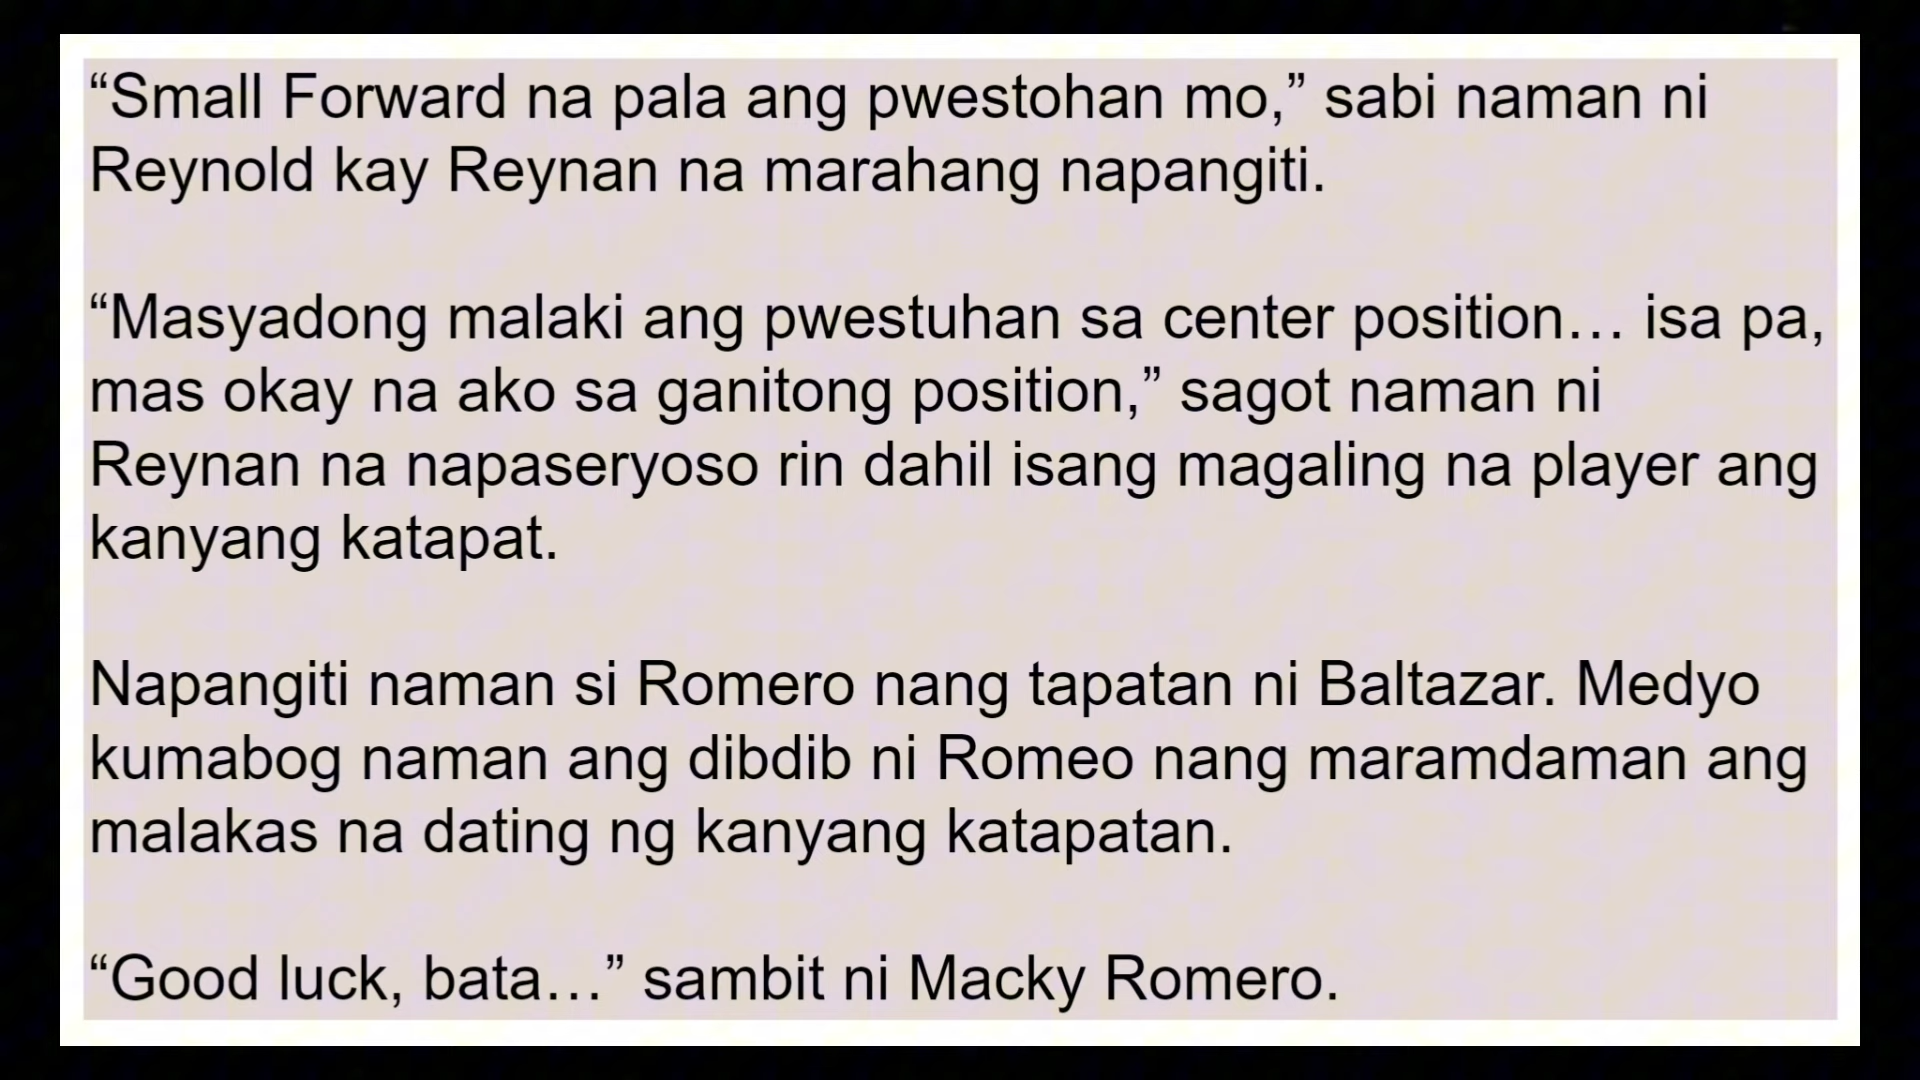 “Small Forward na pala ang pwestohan mo,” sabi naman ni
Reynold kay Reynan na marahang napangiti.
“Masyadong malaki ang pwestuhan sa center position… isa pa,
mas okay na ako sa ganitong position,” sagot naman ni
Reynan na napaseryoso rin dahil isang magaling na player ang
kanyang katapat.
Napangiti naman si Romero nang tapatan ni Baltazar. Medyo
kumabog naman ang dibdib ni Romeo nang maramdaman ang
malakas na dating ng kanyang katapatan.
“Good luck, bata…” sambit ni Macky Romero.